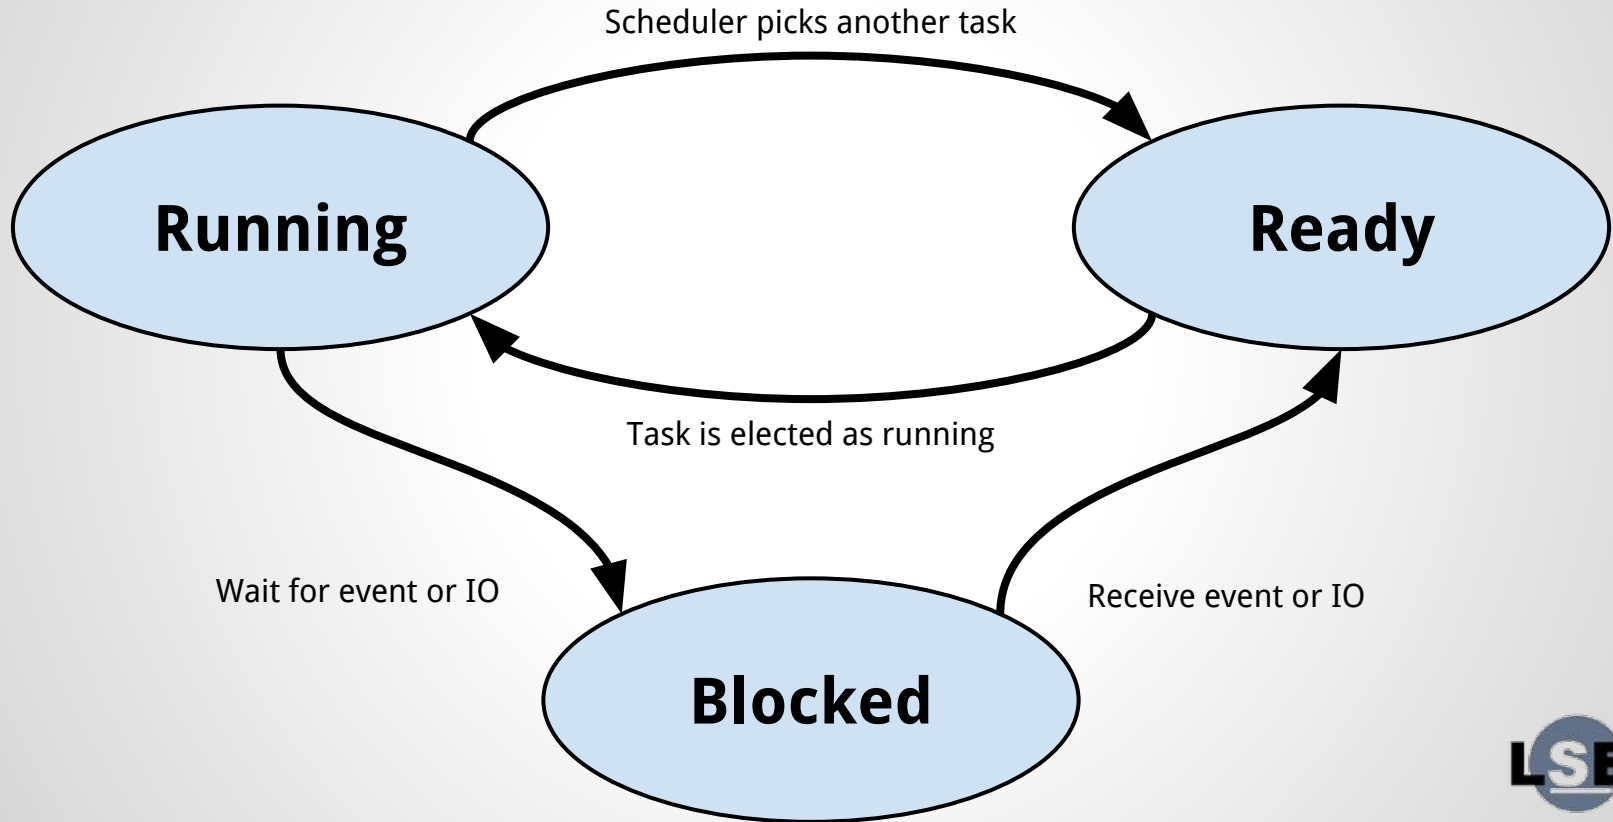 Scheduler picks another task
Running
Ready
Task is elected as running
Wait for event or IO
Receive event or IO
Blocked
LSE